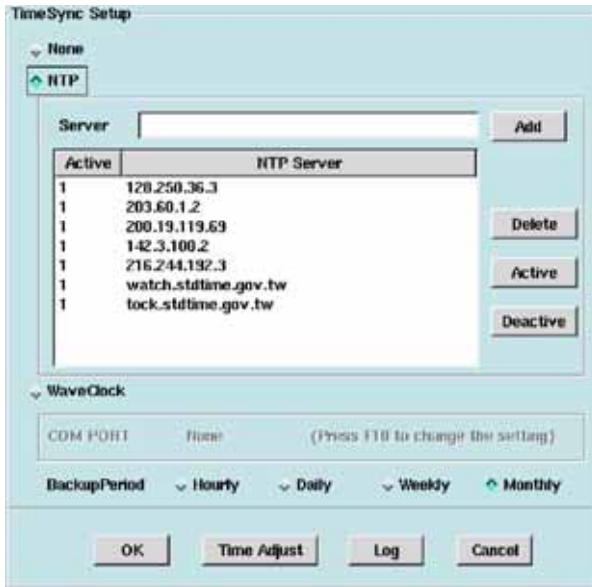 TimeSync Setup
None
NTP
Server Add
Active NTP Server
1 128.250.36.3
1 203.60.1.2
1 200.19.119.69
1 142.3.100.2
1 216.244.192.3
1 watch.stdtime.gov.tw
1 tock.stdtime.gov.tw
Delete
Active
Deactive
WaveClock
COM PORT None (Press F10 to change the setting)
BackupPeriod Hourly Daily Weekly Monthly
OK Time Adjust Log Cancel